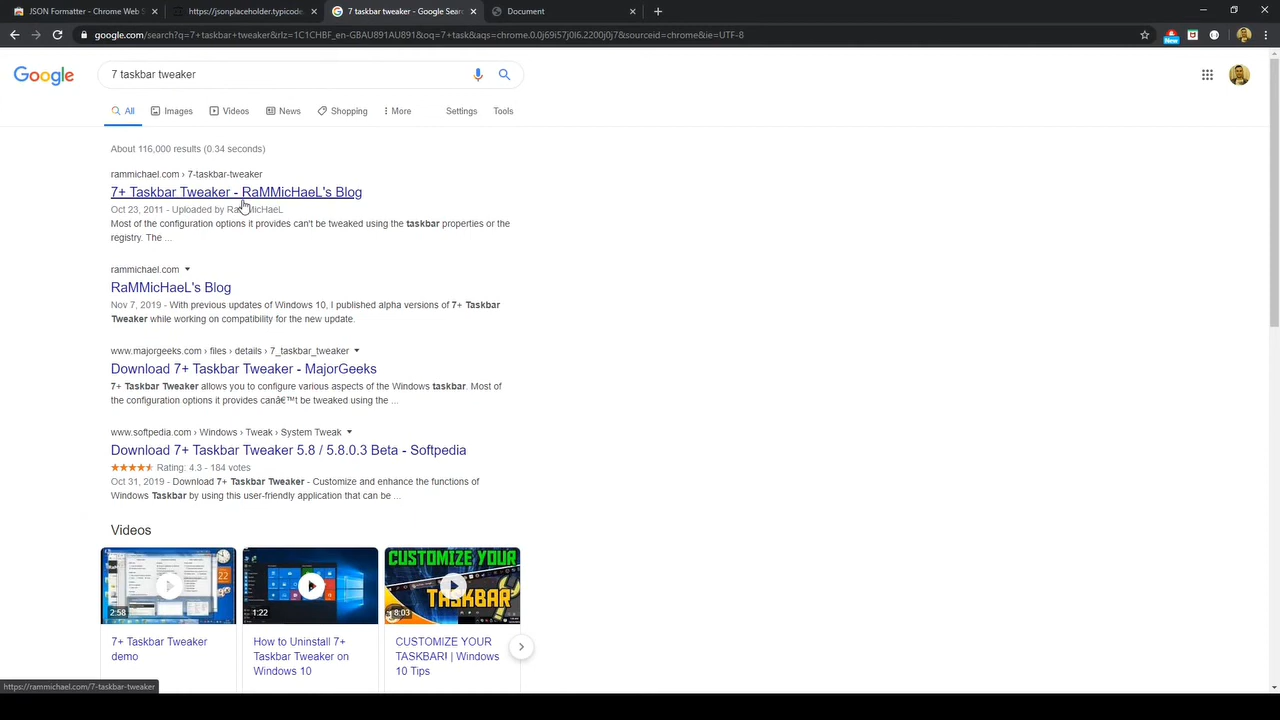 JSON Formatter - Chrome Web S
https://jsonplaceholder.typicode
7 taskbar tweaker - Google Sear
Document
google.com/search?q=7+taskbar+tweaker&rlz=1C1CHBF_en-GBAU891AU891&oq=7+task&aqs=chrome.0.0j69i57j0l6.2200j0j7&sourceid=chrome&ie=UTF-8
New
Google
7 taskbar tweaker
All
Images
Videos
News
Shopping
More
Settings
Tools
About 116,000 results (0.34 seconds)
rammichael.com › 7-taskbar-tweaker
7+ Taskbar Tweaker - RaMMicHaeL's Blog
Oct 23, 2011 - Uploaded by RaMMicHaeL
Most of the configuration options it provides can't be tweaked using the taskbar properties or the
registry. The ...
rammichael.com
RaMMicHaeL's Blog
Nov 7, 2019 - With previous updates of Windows 10, I published alpha versions of 7+ Taskbar
Tweaker while working on compatibility for the new update.
www.majorgeeks.com › files › details › 7_taskbar_tweaker
Download 7+ Taskbar Tweaker - MajorGeeks
7+ Taskbar Tweaker allows you to configure various aspects of the Windows taskbar. Most of
the configuration options it provides canâ€™t be tweaked using the ...
www.softpedia.com › Windows › Tweak › System Tweak
Download 7+ Taskbar Tweaker 5.8 / 5.8.0.3 Beta - Softpedia
Rating: 4.3 - 184 votes
Oct 31, 2019 - Download 7+ Taskbar Tweaker - Customize and enhance the functions of
Windows Taskbar by using this user-friendly application that can be ...
Videos
2:58
1:22
CUSTOMIZE YOUR
TASKBAR!
8:03
7+ Taskbar Tweaker
demo
How to Uninstall 7+
Taskbar Tweaker on
Windows 10
CUSTOMIZE YOUR
TASKBAR! | Windows
10 Tips
https://rammichael.com/7-taskbar-tweaker